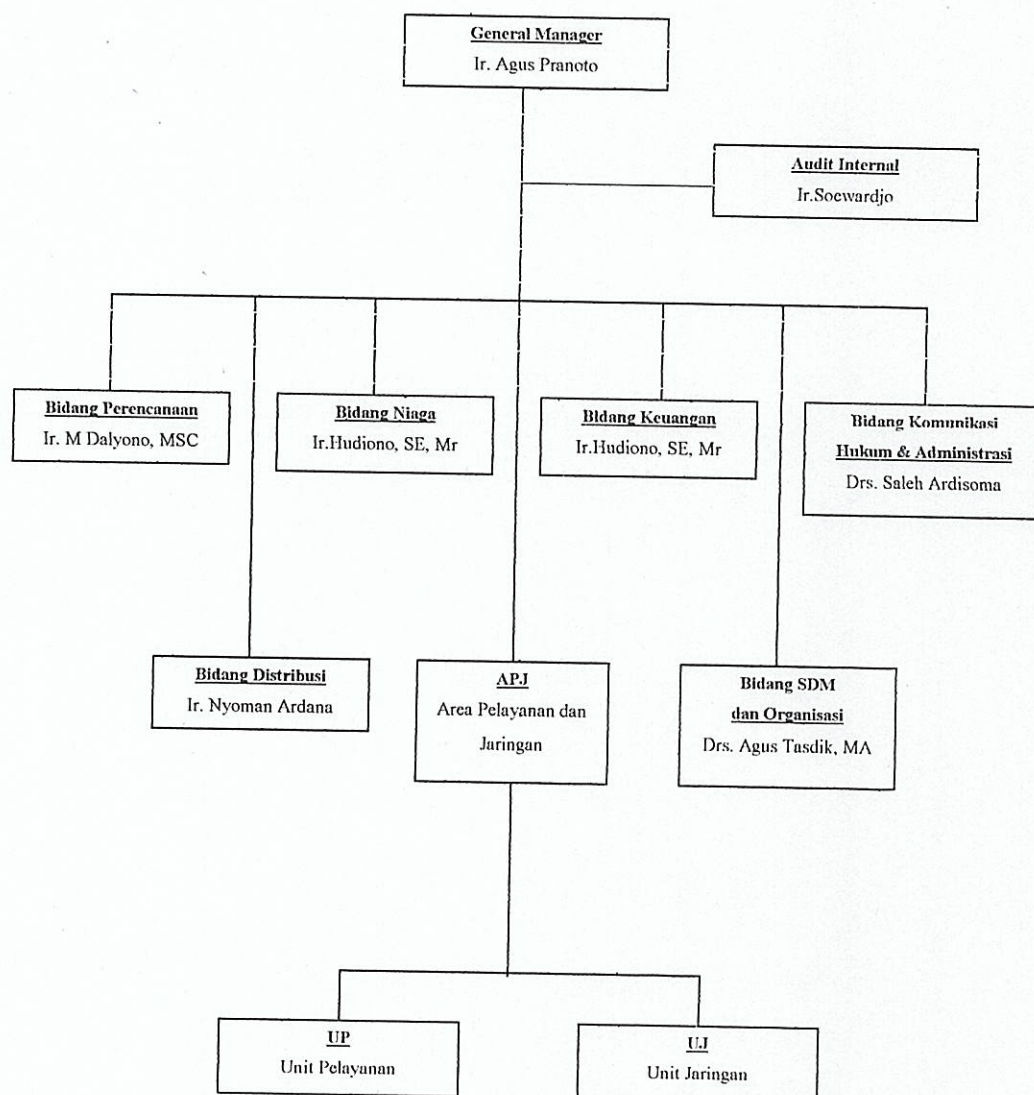 General Manager
Ir. Agus Pranoto
Audit Internal
Ir.Soewardjo
Bidang Perencanaan
Ir. M Dalyono, MSC
Bidang Niaga
Ir.Hudiono, SE, Mr
Bidang Keuangan
Ir.Hudiono, SE, Mr
Bidang Komunikasi
Hukum & Administrasi
Drs. Saleh Ardisoma
Bidang Distribusi
Ir. Nyoman Ardana
APJ
Area Pelayanan dan
Jaringan
Bidang SDM
dan Organisasi
Drs. Agus Tasdik, MA
UP
Unit Pelayanan
UJ
Unit Jaringan